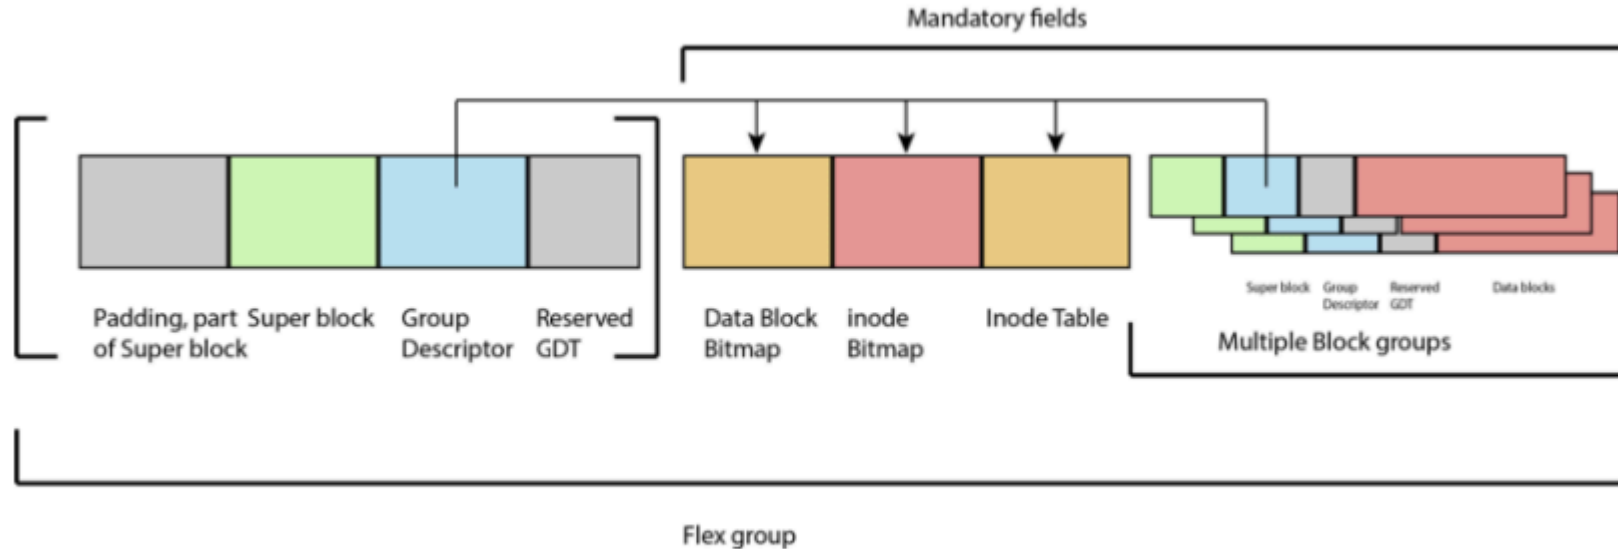 Mandatory fields
Padding, part
of Super block
Super block
Group
Descriptor
Reserved
GDT
Data Block
Bitmap
inode
Bitmap
Inode Table
Super block
Group
Descriptor
Reserved
GDT
Data blocks
Multiple Block groups
Flex group